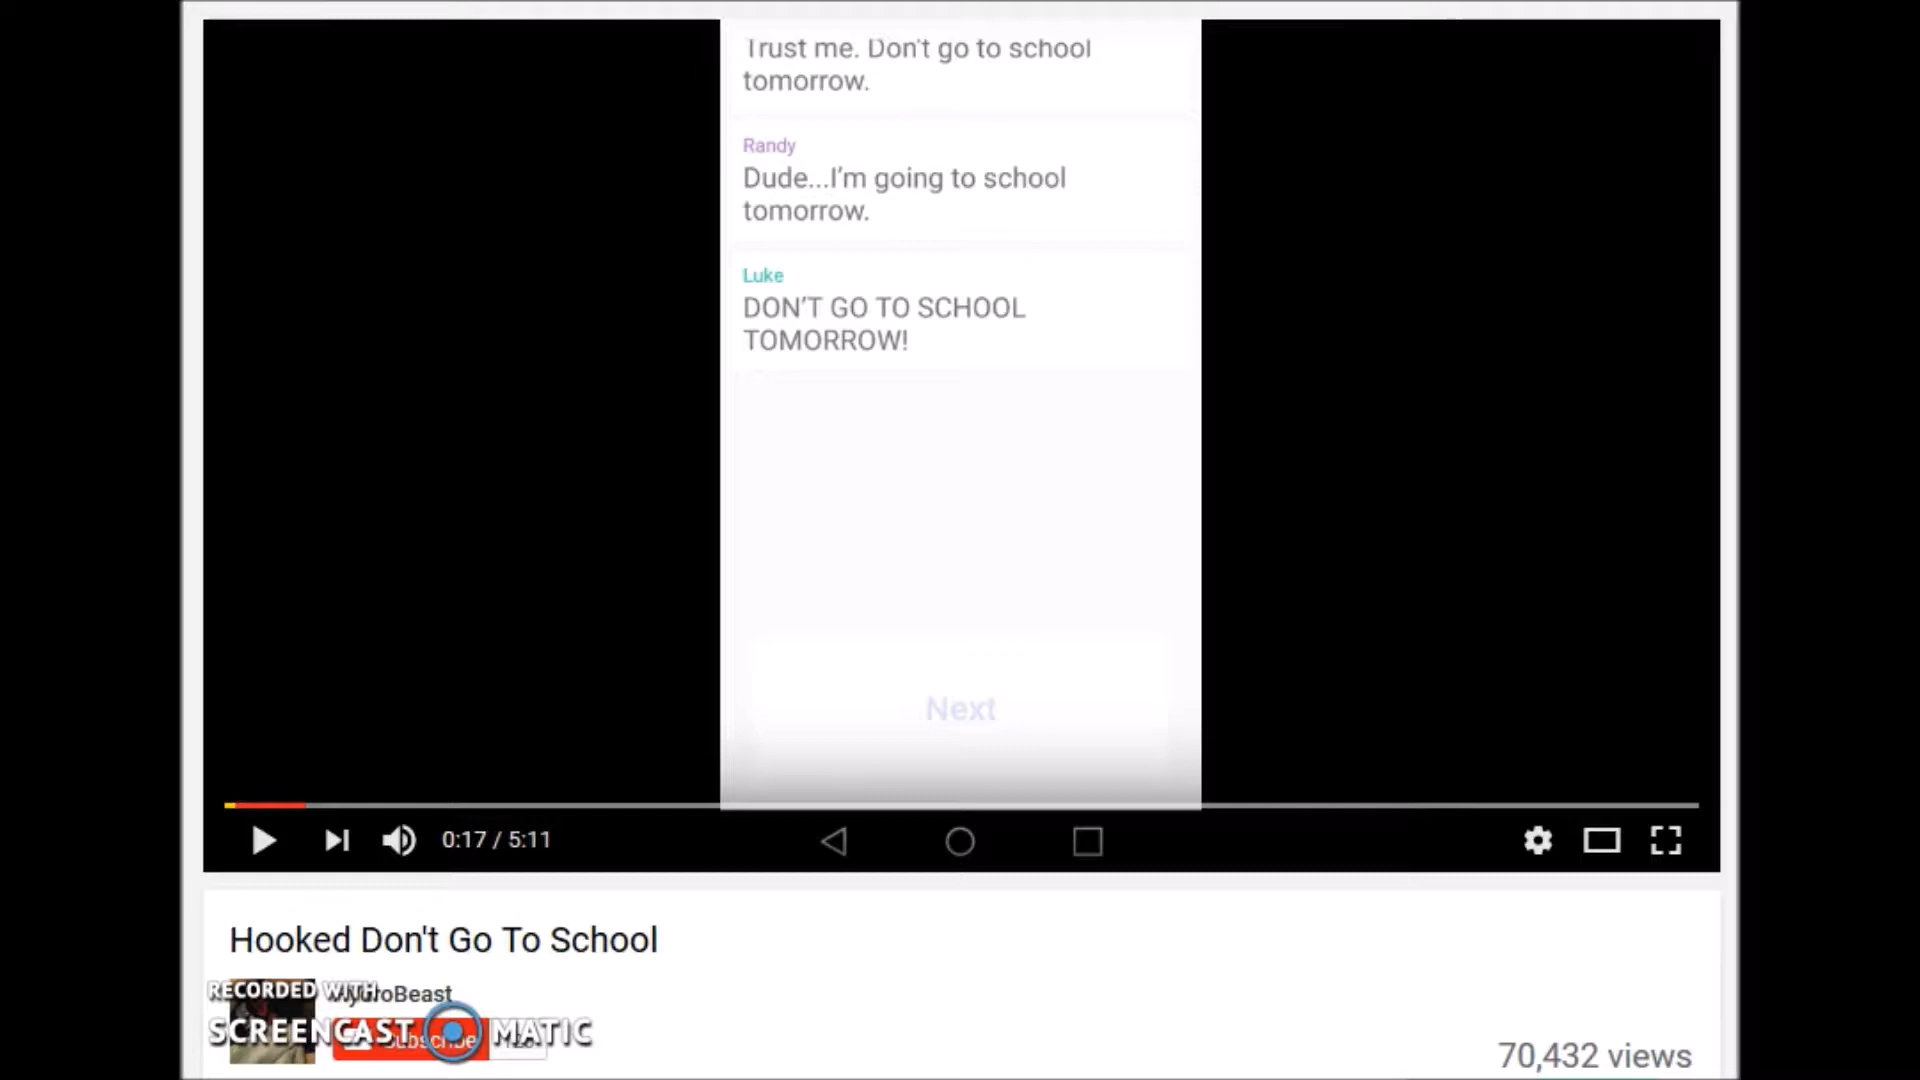 Trust me. Don't go to school
tomorrow.
Randy
Dude...I'm going to school
tomorrow.
Luke
DON'T GO TO SCHOOL
TOMORROW!
Next
0:17 / 5:11
Hooked Don't Go To School
RECORDED WITH
SCREENCAST MATIC
Subscribe
70,432 views